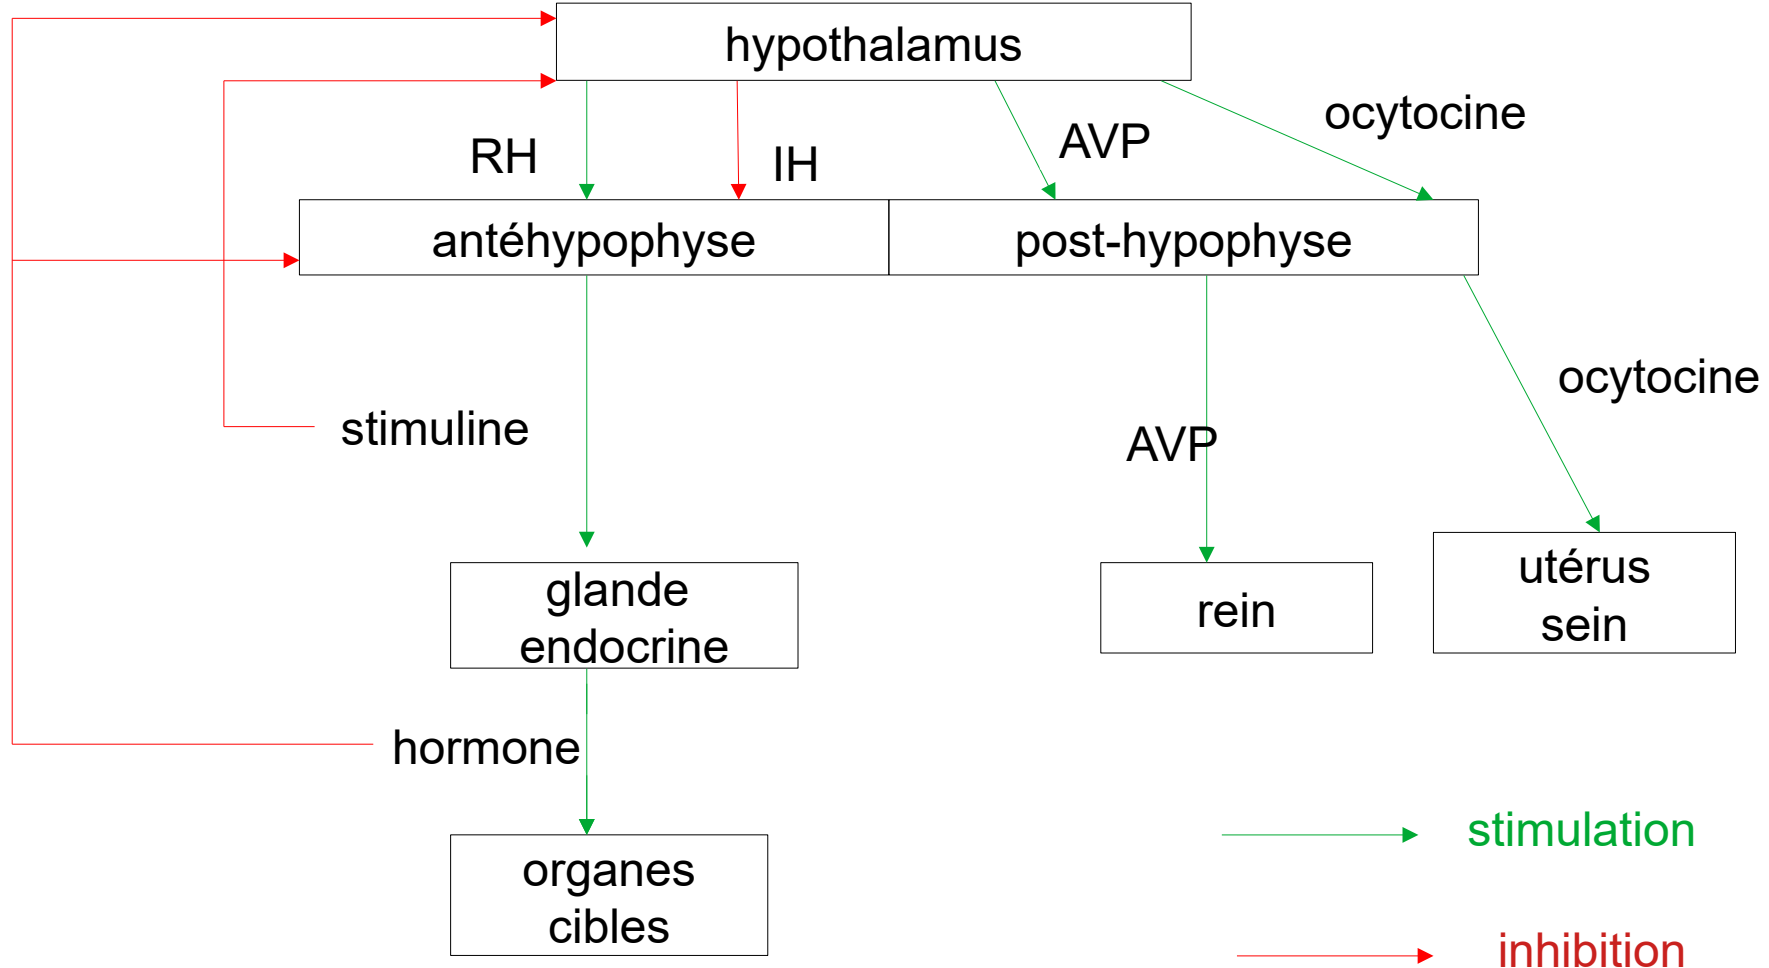 hypothalamus
ocytocine
AVP
RH
IH
antéhypophyse
post-hypophyse
ocytocine
stimuline
AVP
glande
endocrine
rein
utérus
sein
hormone
stimulation
organes
cibles
inhibition